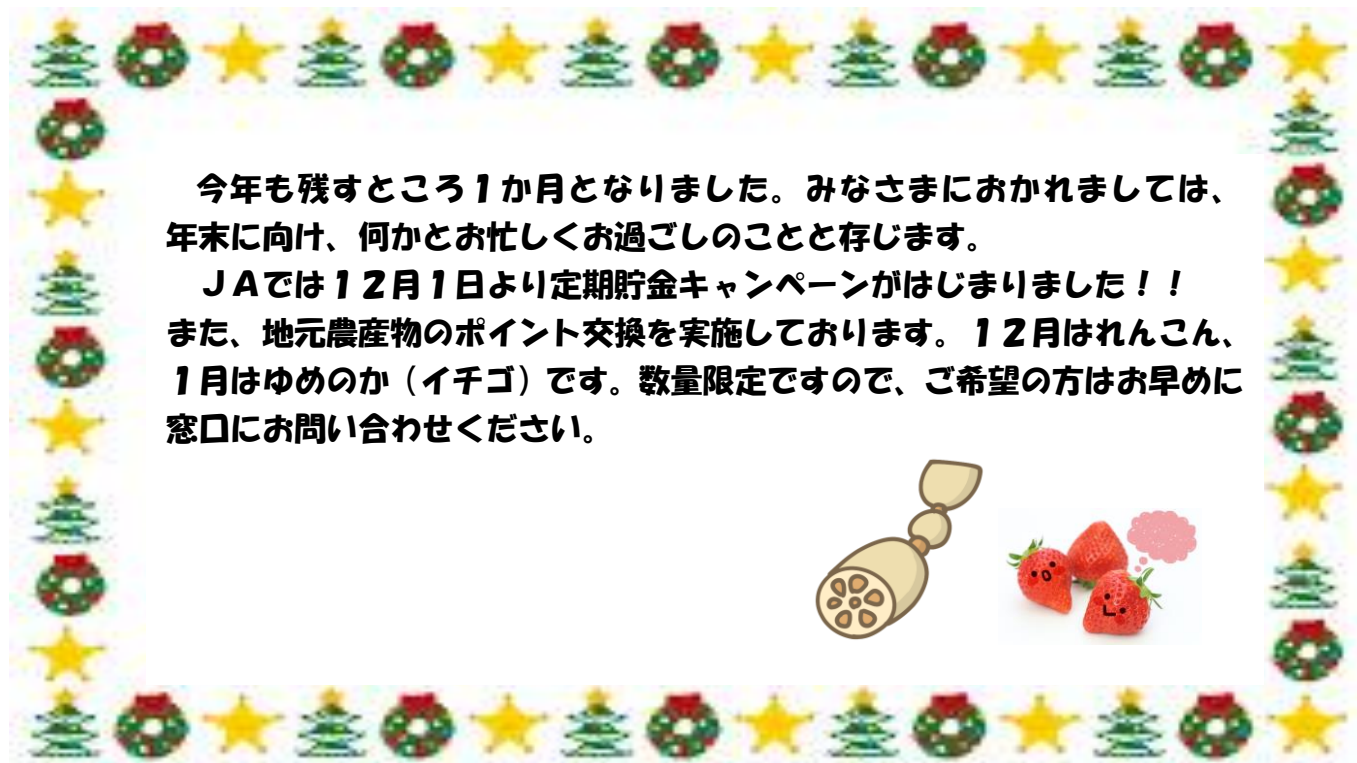 今年も残すところ１か月となりました。みなさまにおかれましては、
年末に向け、何かとお忙しくお過ごしのことと存じます。
　ＪＡでは１２月１日より定期貯金キャンペーンがはじまりました！！
また、地元農産物のポイント交換を実施しております。１２月はれんこん、
１月はゆめのか（イチゴ）です。数量限定ですので、ご希望の方はお早めに
窓口にお問い合わせください。